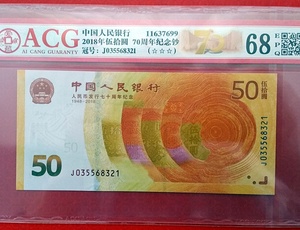 ACG
AI CANG GUARANTY
中国人民银行 11637699
2018年伍拾圆 70周年纪念钞
冠号: J035568321 (☆☆☆)
70
68
E
P
Q
中国人民银行
人民币发行七十周年纪念
1948-2018
伍拾圆
50
50
J035568321